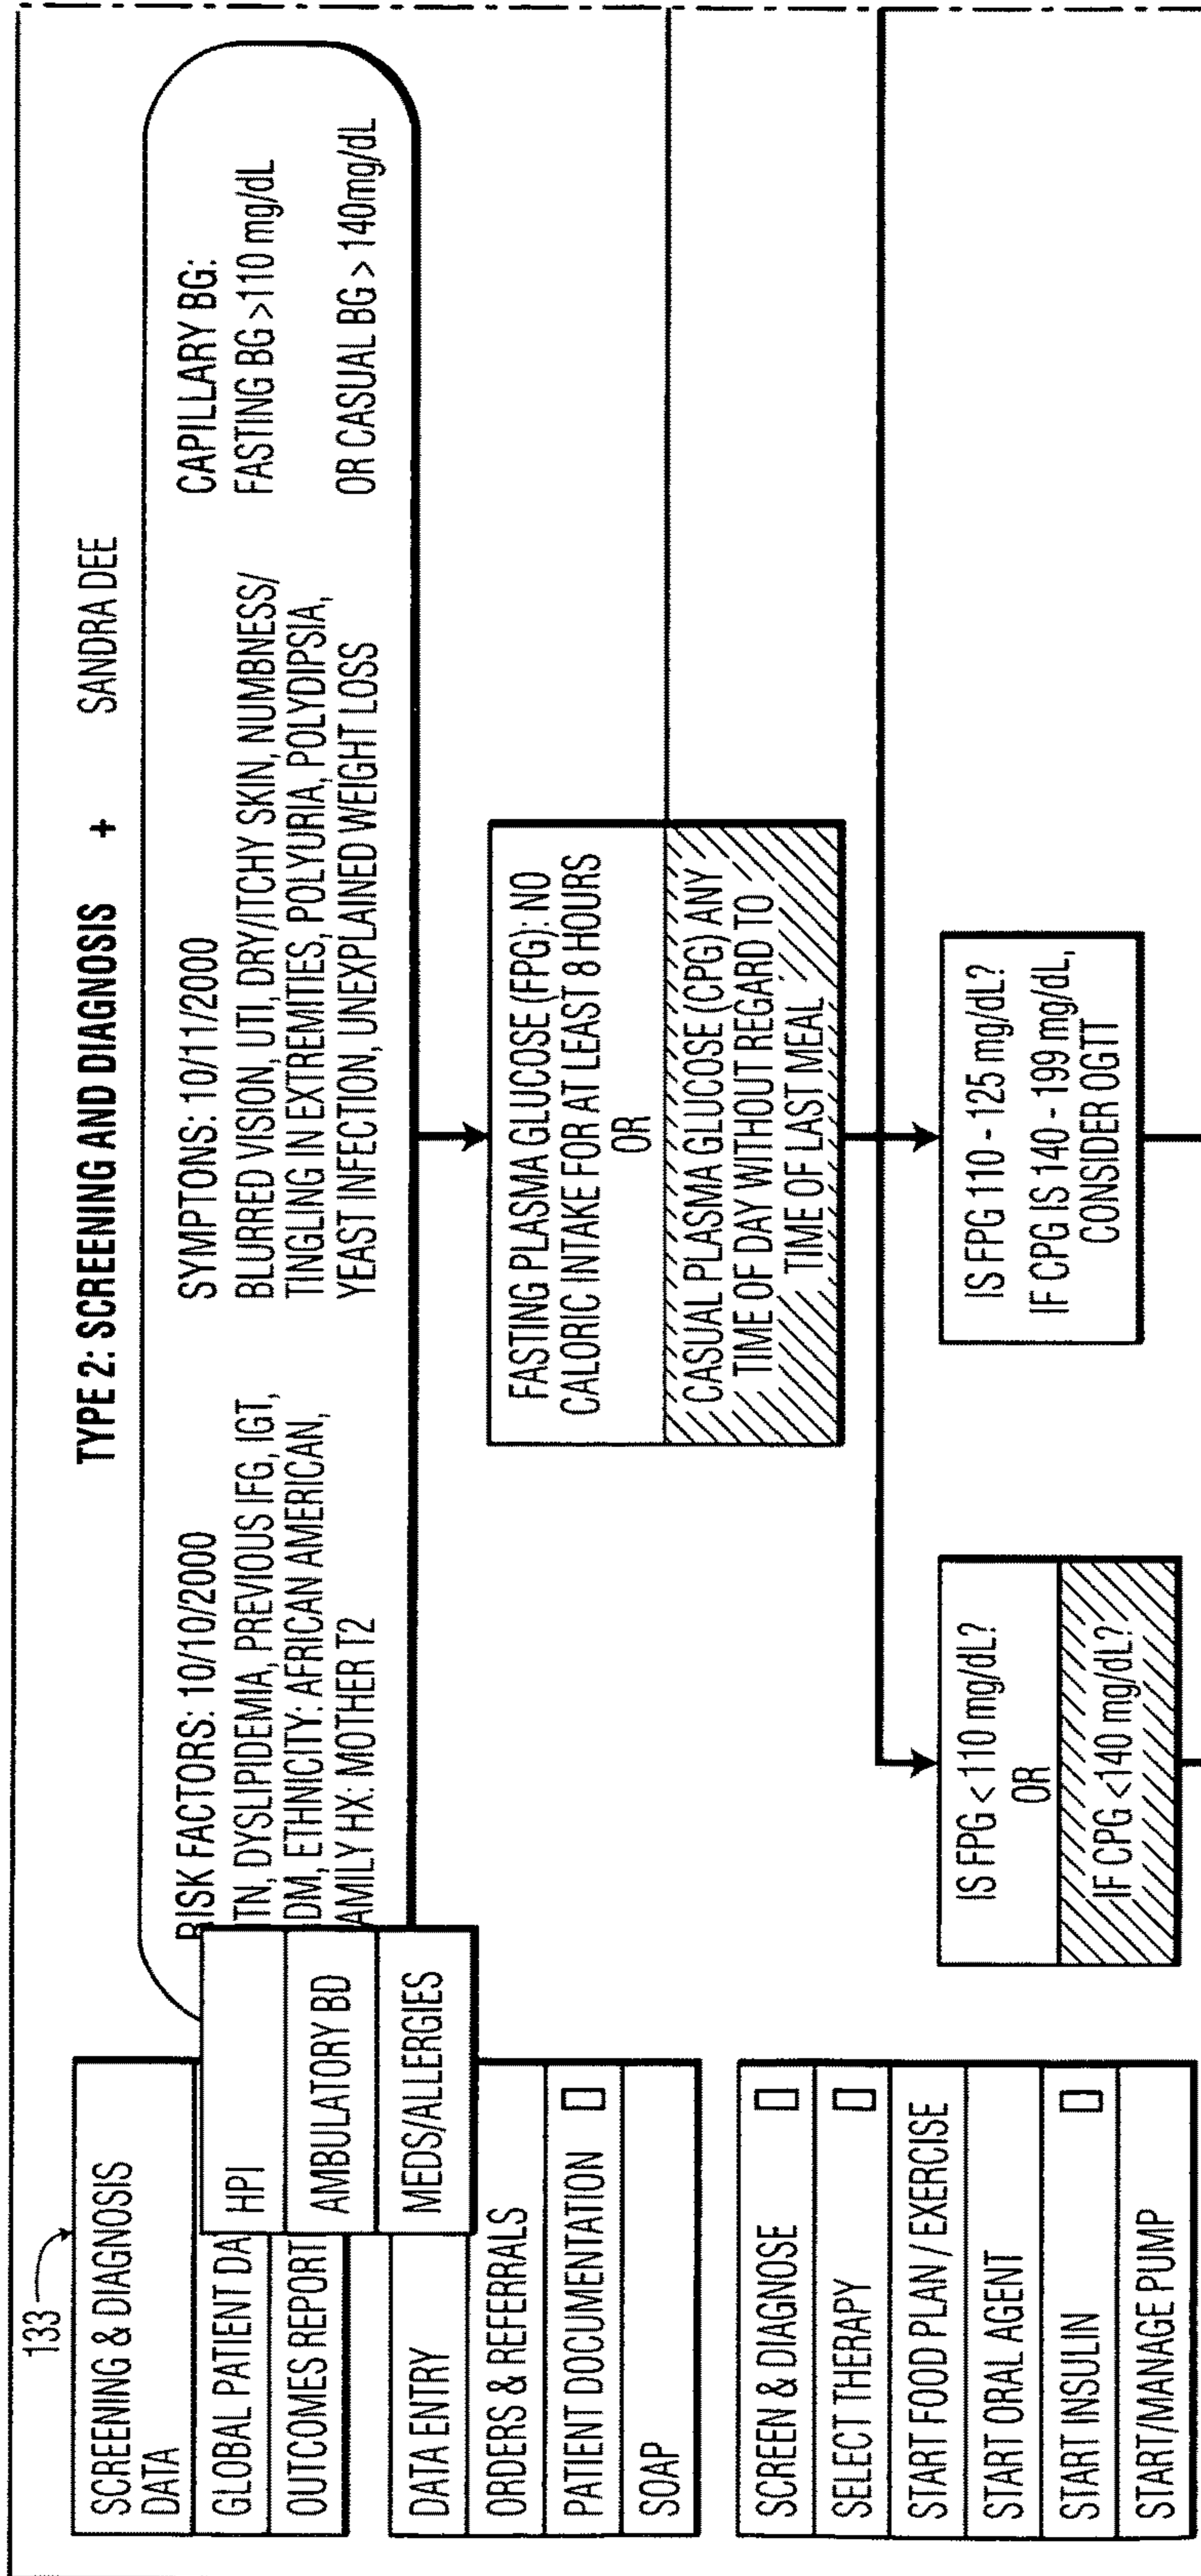 133
TYPE 2: SCREENING AND DIAGNOSIS + SANDRA DEE
SCREENING & DIAGNOSIS
DATA
GLOBAL PATIENT DA
OUTCOMES REPORT
HPI
AMBULATORY BD
MEDS/ALLERGIES
DATA ENTRY
ORDERS & REFERRALS
PATIENT DOCUMENTATION
SOAP
SCREEN & DIAGNOSE
SELECT THERAPY
START FOOD PLAN / EXERCISE
START ORAL AGENT
START INSULIN
START/MANAGE PUMP
RISK FACTORS: 10/10/2000
TN, DYSLIPIDEMIA, PREVIOUS IFG, IGT,
DM, ETHNICITY: AFRICAN AMERICAN,
AMILY HX: MOTHER T2
SYMPTONS: 10/11/2000
BLURRED VISION, UTI, DRY/ITCHY SKIN, NUMBNESS/
TINGLING IN EXTREMITIES, POLYURIA, POLYDIPSIA,
YEAST INFECTION, UNEXPLAINED WEIGHT LOSS
CAPILLARY BG:
FASTING BG >110 mg/dL
OR CASUAL BG > 140mg/dL
FASTING PLASMA GLUCOSE (FPG): NO
CALORIC INTAKE FOR AT LEAST 8 HOURS
OR
CASUAL PLASMA GLUCOSE (CPG) ANY
TIME OF DAY WITHOUT REGARD TO
TIME OF LAST MEAL
IS FPG <110 mg/dL?
OR
IF CPG <140 mg/dL?
IS FPG 110 - 125 mg/dL?
IF CPG IS 140 - 199 mg/dL,
CONSIDER OGTT